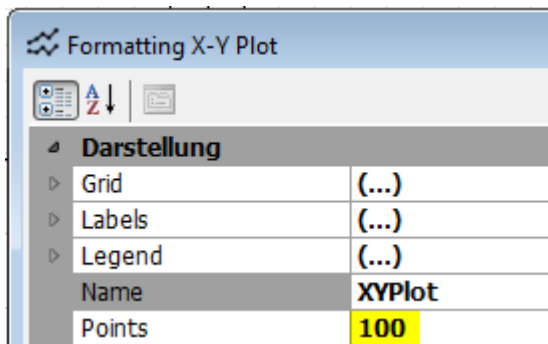 Formatting X-Y Plot
A Z
Darstellung
Grid (...)
Labels (...)
Legend (...)
Name XYPlot
Points 100